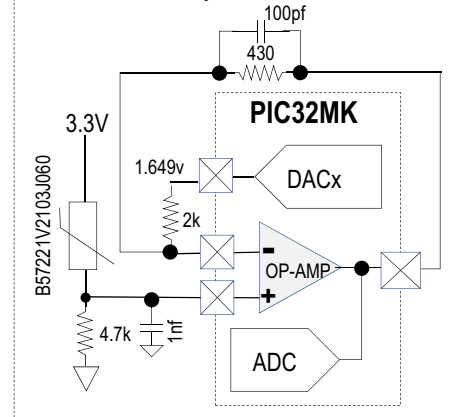 100pf
430
PIC32MK
3.3V
1.649v
DACx
B57221V2103J060
2k
-
OP-AMP
+
4.7k
1nf
ADC